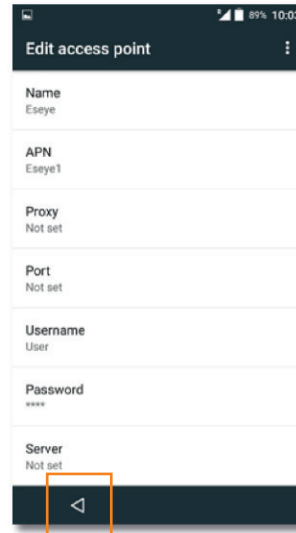 89% 10:03
Edit access point
Name
Eseye
APN
Eseye1
Proxy
Not set
Port
Not set
Username
User
Password
****
Server
Not set